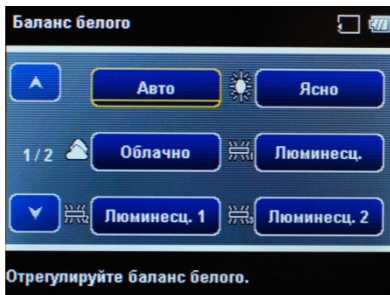 Баланс белого
Авто
Ясно
1/2
Облачно
Люминесц.
Люминесц. 1
Люминесц. 2
Отрегулируйте баланс белого.